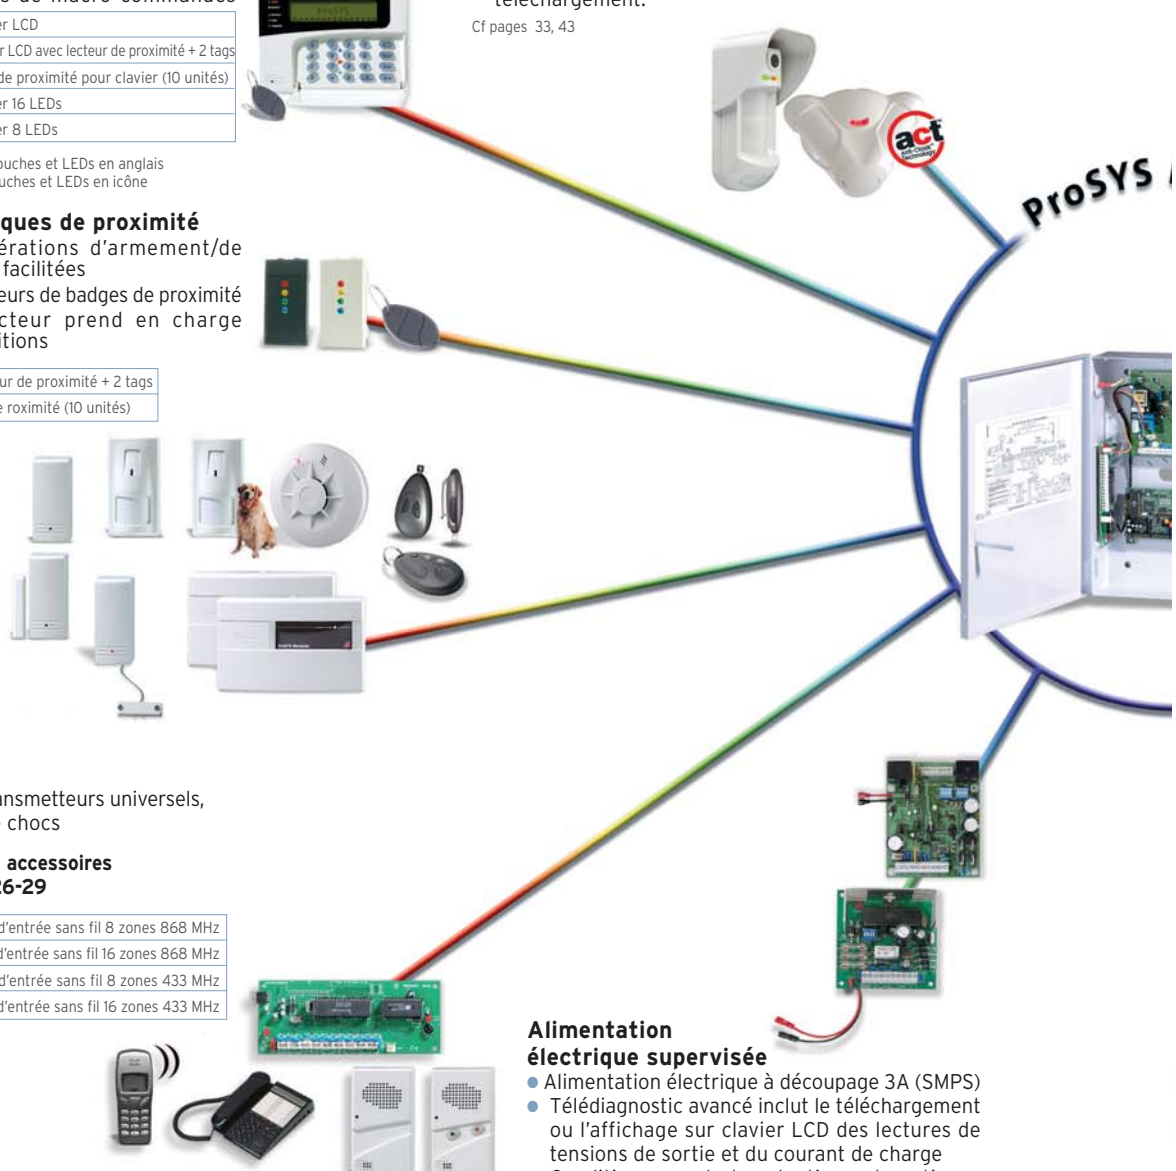 de macro commandes
er LCD
r LCD avec lecteur de proximité + 2 tags
de proximité pour clavier (10 unités)
er 16 LEDs
er 8 LEDs
ouches et LEDs en anglais
uches et LEDs en icône
ques de proximité
érations d'armement/de
facilitées
eurs de badges de proximité
cteur prend en charge
itions
ur de proximité + 2 tags
e roximité (10 unités)
ansmetteurs universels,
chocs
accessoires
26-29
d'entrée sans fil 8 zones 868 MHz
d'entrée sans fil 16 zones 868 MHz
d'entrée sans fil 8 zones 433 MHz
d'entrée sans fil 16 zones 433 MHz
ProSYS
téléchargement.
Cf pages 33, 43
act
Anti-Cloak™
Technology
ProSYS
Alimentation
électrique supervisée
● Alimentation électrique à découpage 3A (SMPS)
● Télédiagnostic avancé inclut le téléchargement
ou l'affichage sur clavier LCD des lectures de
tensions de sortie et du courant de charge